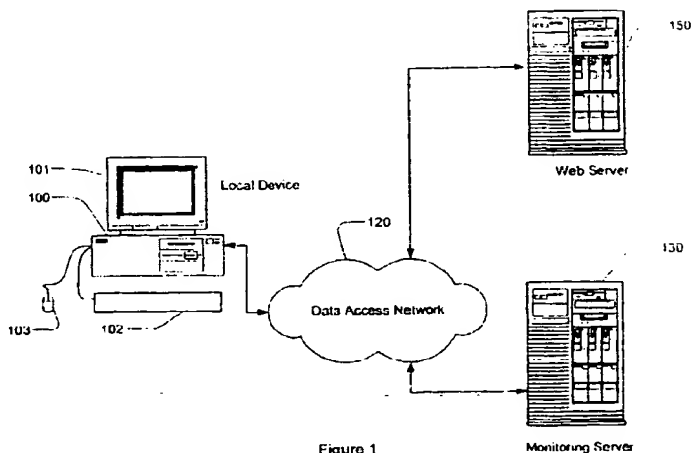 150
101
Local Device
Web Server
100
120
130
Data Access Network
103
102
Figure 1
Monitoring Server